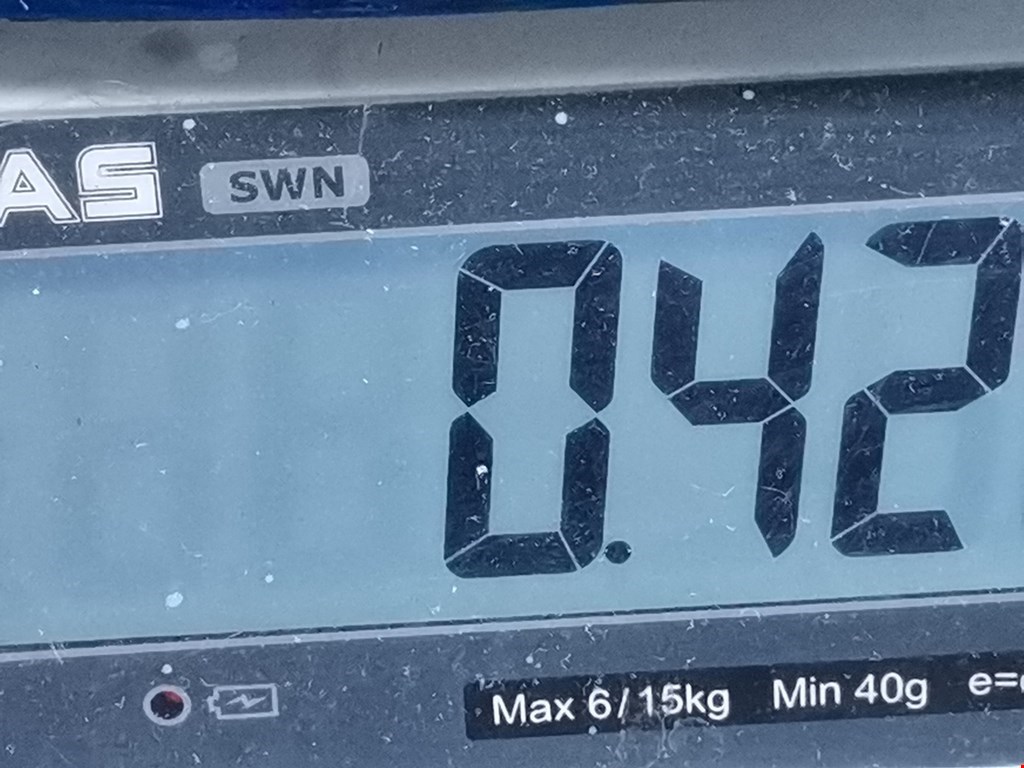 AS SWN
0.42
Max 6/15kg Min 40g e=